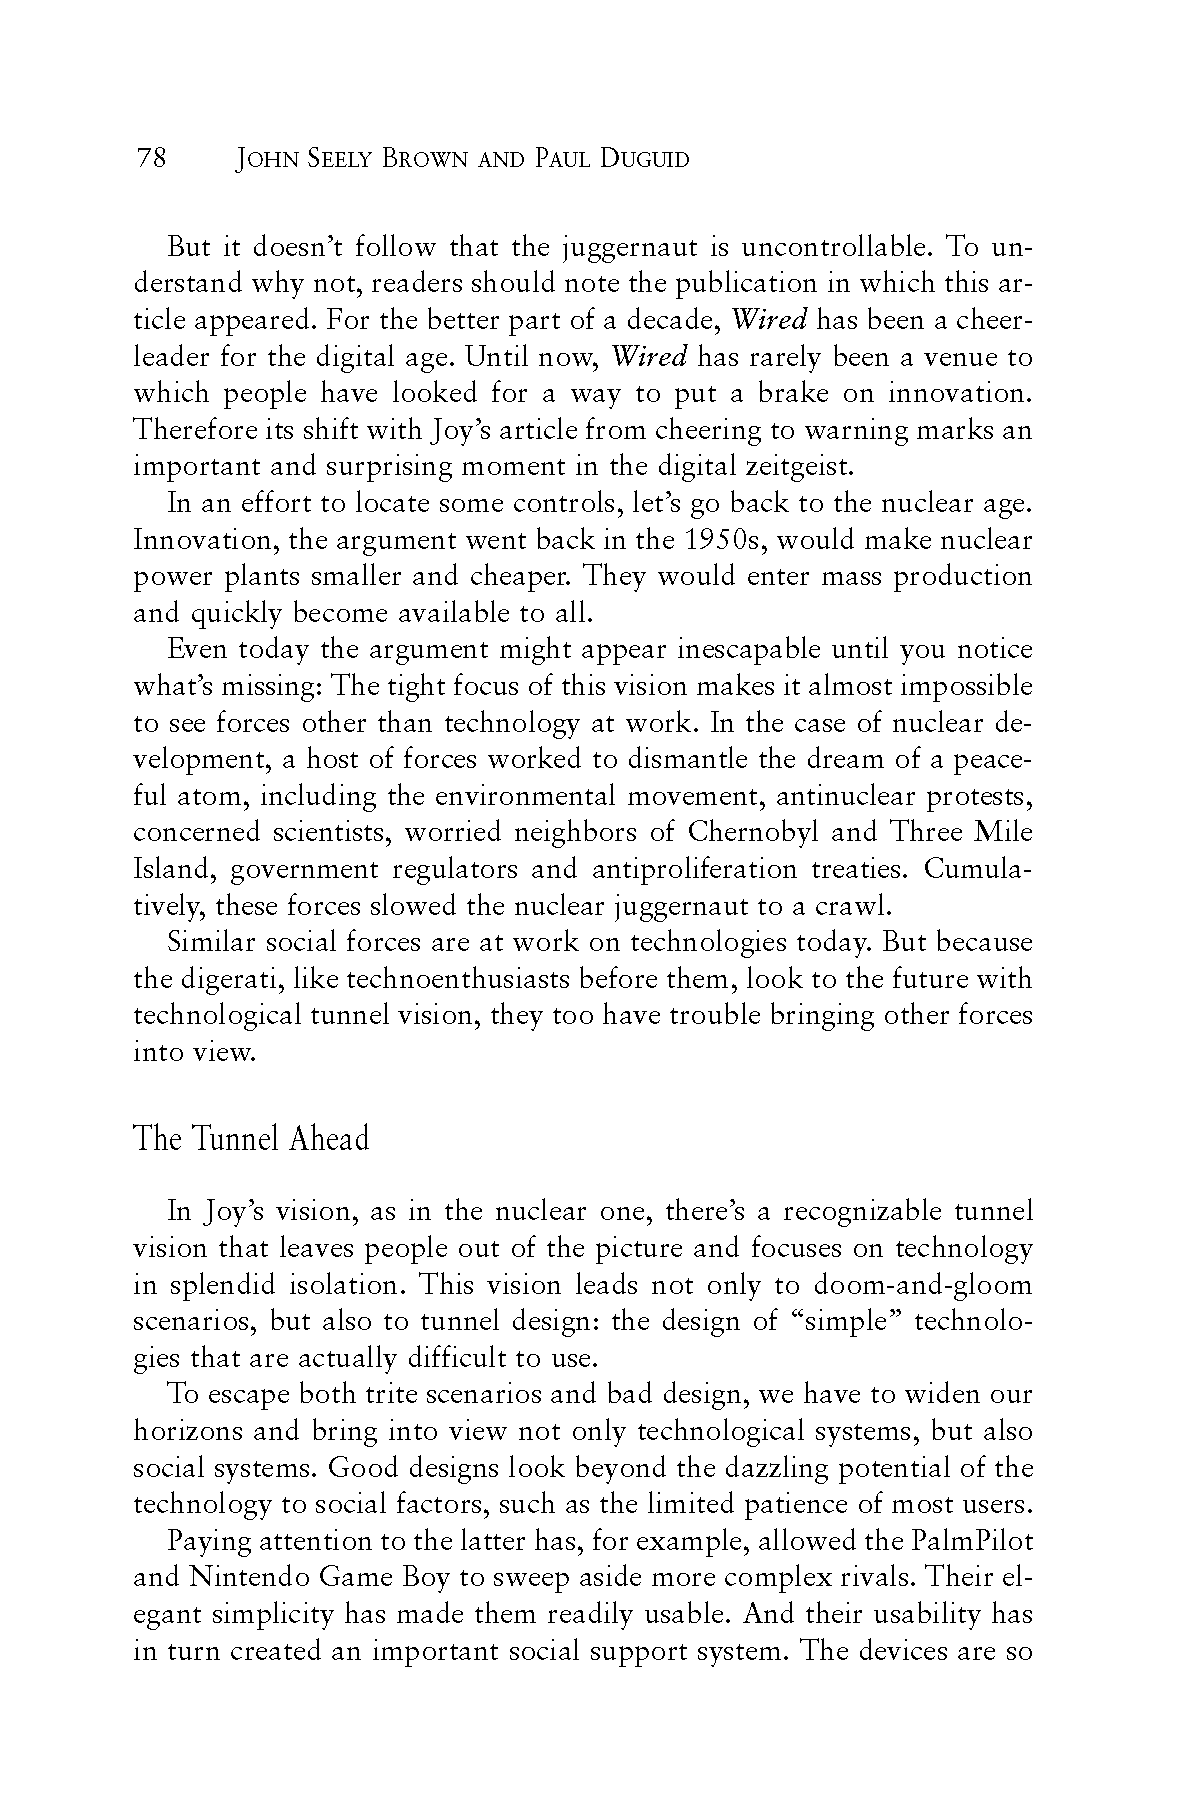 78 John Seely Brown and Paul Duguid
But it doesn’t follow that the juggernaut is uncontrollable. To un-
derstand why not, readers should note the publication in which this ar-
ticle appeared. For the better part of a decade, Wired has been a cheer-
leader for the digital age. Until now, Wired has rarely been a venue to
which people have looked for a way to put a brake on innovation.
Therefore its shift with Joy’s article from cheering to warning marks an
important and surprising moment in the digital zeitgeist.
In an effort to locate some controls, let’s go back to the nuclear age.
Innovation, the argument went back in the 1950s, would make nuclear
power plants smaller and cheaper. They would enter mass production
and quickly become available to all.
Even today the argument might appear inescapable until you notice
what’s missing: The tight focus of this vision makes it almost impossible
to see forces other than technology at work. In the case of nuclear de-
velopment, a host of forces worked to dismantle the dream of a peace-
ful atom, including the environmental movement, antinuclear protests,
concerned scientists, worried neighbors of Chernobyl and Three Mile
Island, government regulators and antiproliferation treaties. Cumula-
tively, these forces slowed the nuclear juggernaut to a crawl.
Similar social forces are at work on technologies today. But because
the digerati, like technoenthusiasts before them, look to the future with
technological tunnel vision, they too have trouble bringing other forces
into view.
The Tunnel Ahead
In Joy’s vision, as in the nuclear one, there’s a recognizable tunnel
vision that leaves people out of the picture and focuses on technology
in splendid isolation. This vision leads not only to doom-and-gloom
scenarios, but also to tunnel design: the design of “simple” technolo-
gies that are actually difficult to use.
To escape both trite scenarios and bad design, we have to widen our
horizons and bring into view not only technological systems, but also
social systems. Good designs look beyond the dazzling potential of the
technology to social factors, such as the limited patience of most users.
Paying attention to the latter has, for example, allowed the PalmPilot
and Nintendo Game Boy to sweep aside more complex rivals. Their el-
egant simplicity has made them readily usable. And their usability has
in turn created an important social support system. The devices are so